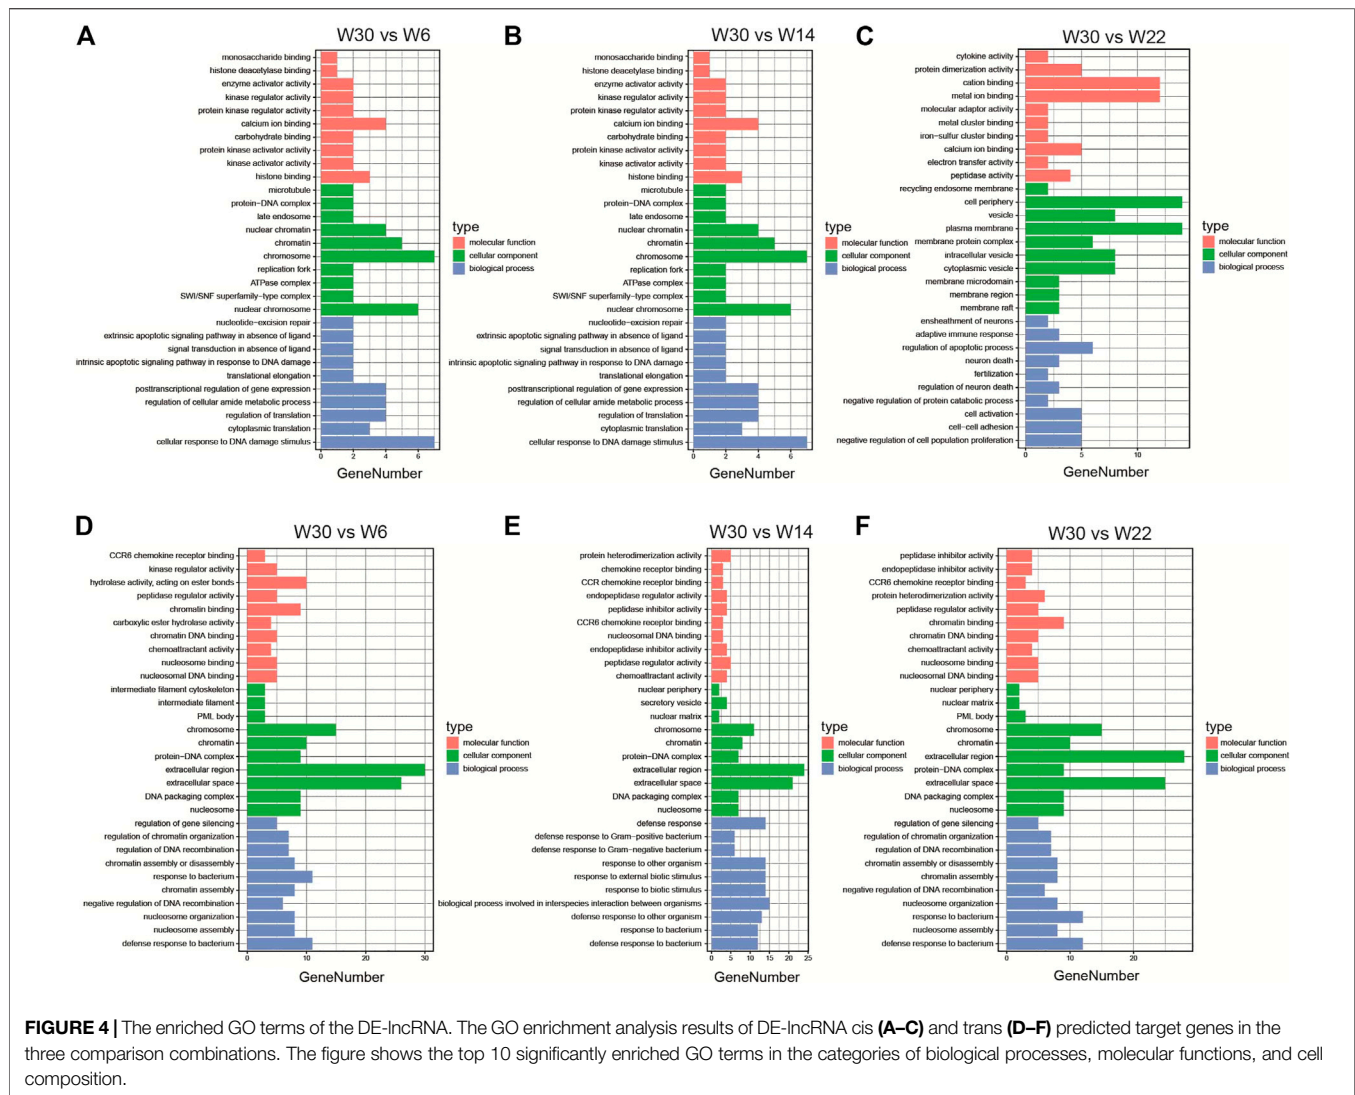 A
W30 vs W6
monosaccharide binding
histone deacetylase binding
enzyme activator activity
kinase regulator activity
protein kinase regulator activity
calcium ion binding
carbohydrate binding
protein kinase activator activity
kinase activator activity
histone binding
microtubule
protein−DNA complex
late endosome
nuclear chromatin
chromatin
chromosome
replication fork
ATPase complex
SWI/SNF superfamily−type complex
nuclear chromosome
nucleotide−excision repair
extrinsic apoptotic signaling pathway in absence of ligand
signal transduction in absence of ligand
intrinsic apoptotic signaling pathway in response to DNA damage
translational elongation
posttranscriptional regulation of gene expression
regulation of cellular amide metabolic process
regulation of translation
cytoplasmic translation
cellular response to DNA damage stimulus
0 2 4 6
GeneNumber
type
molecular function
cellular component
biological process
B
W30 vs W14
monosaccharide binding
histone deacetylase binding
enzyme activator activity
kinase regulator activity
protein kinase regulator activity
calcium ion binding
carbohydrate binding
protein kinase activator activity
kinase activator activity
histone binding
microtubule
protein−DNA complex
late endosome
nuclear chromatin
chromatin
chromosome
replication fork
ATPase complex
SWI/SNF superfamily−type complex
nuclear chromosome
nucleotide−excision repair
extrinsic apoptotic signaling pathway in absence of ligand
signal transduction in absence of ligand
intrinsic apoptotic signaling pathway in response to DNA damage
translational elongation
posttranscriptional regulation of gene expression
regulation of cellular amide metabolic process
regulation of translation
cytoplasmic translation
cellular response to DNA damage stimulus
0 2 4 6
GeneNumber
type
molecular function
cellular component
biological process
C
W30 vs W22
cytokine activity
protein dimerization activity
cation binding
metal ion binding
molecular adaptor activity
metal cluster binding
iron−sulfur cluster binding
calcium ion binding
electron transfer activity
peptidase activity
recycling endosome membrane
cell periphery
vesicle
plasma membrane
membrane protein complex
intracellular vesicle
cytoplasmic vesicle
membrane microdomain
membrane region
membrane raft
ensheathment of neurons
adaptive immune response
regulation of apoptotic process
neuron death
fertilization
regulation of neuron death
negative regulation of protein catabolic process
cell activation
cell−cell adhesion
negative regulation of cell population proliferation
0 5 10
GeneNumber
type
molecular function
cellular component
biological process
D
W30 vs W6
CCR6 chemokine receptor binding
kinase regulator activity
hydrolase activity, acting on ester bonds
peptidase regulator activity
chromatin binding
carboxylic ester hydrolase activity
chromatin DNA binding
chemoattractant activity
nucleosome binding
nucleosomal DNA binding
intermediate filament cytoskeleton
intermediate filament
PML body
chromosome
chromatin
protein−DNA complex
extracellular region
extracellular space
DNA packaging complex
nucleosome
regulation of gene silencing
regulation of chromatin organization
regulation of DNA recombination
chromatin assembly or disassembly
response to bacterium
chromatin assembly
negative regulation of DNA recombination
nucleosome organization
nucleosome assembly
defense response to bacterium
0 10 20 30
GeneNumber
type
molecular function
cellular component
biological process
E
W30 vs W14
protein heterodimerization activity
chemokine receptor binding
CCR chemokine receptor binding
endopeptidase regulator activity
peptidase inhibitor activity
CCR6 chemokine receptor binding
nucleosomal DNA binding
endopeptidase inhibitor activity
peptidase regulator activity
chemoattractant activity
nuclear periphery
secretory vesicle
nuclear matrix
chromosome
chromatin
protein−DNA complex
extracellular region
extracellular space
DNA packaging complex
nucleosome
defense response
defense response to Gram−positive bacterium
defense response to Gram−negative bacterium
response to other organism
response to external biotic stimulus
response to biotic stimulus
biological process involved in interspecies interaction between organisms
defense response to other organism
response to bacterium
defense response to bacterium
0 5 10 15 20 25
GeneNumber
type
molecular function
cellular component
biological process
F
W30 vs W22
peptidase inhibitor activity
endopeptidase inhibitor activity
CCR6 chemokine receptor binding
protein heterodimerization activity
peptidase regulator activity
chromatin binding
chromatin DNA binding
chemoattractant activity
nucleosome binding
nucleosomal DNA binding
nuclear periphery
nuclear matrix
PML body
chromosome
chromatin
extracellular region
protein−DNA complex
extracellular space
DNA packaging complex
nucleosome
regulation of gene silencing
regulation of chromatin organization
regulation of DNA recombination
chromatin assembly or disassembly
chromatin assembly
negative regulation of DNA recombination
nucleosome organization
response to bacterium
nucleosome assembly
defense response to bacterium
0 10 20
GeneNumber
type
molecular function
cellular component
biological process
FIGURE 4 | The enriched GO terms of the DE-lncRNA. The GO enrichment analysis results of DE-lncRNA cis (A–C) and trans (D–F) predicted target genes in the
three comparison combinations. The figure shows the top 10 significantly enriched GO terms in the categories of biological processes, molecular functions, and cell
composition.